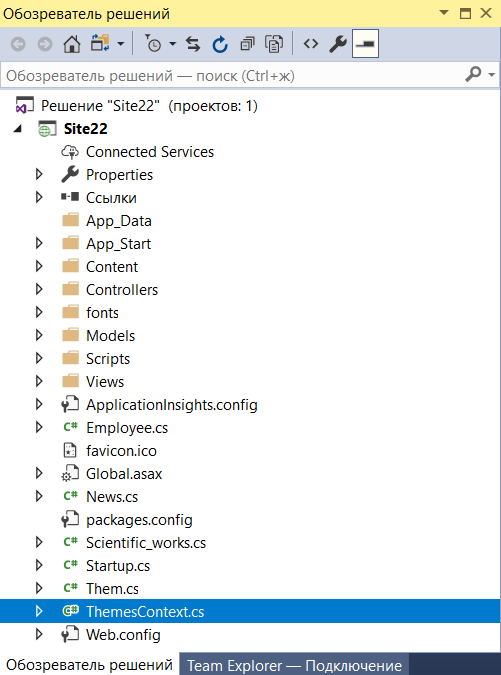 Обозреватель решений
Обозреватель решений — поиск (Ctrl+ж)
Решение "Site22" (проектов: 1)
Site22
Connected Services
Properties
Ссылки
App_Data
App_Start
Content
Controllers
fonts
Models
Scripts
Views
ApplicationInsights.config
C# Employee.cs
favicon.ico
Global.asax
C# News.cs
packages.config
C# Scientific_works.cs
C# Startup.cs
C# Them.cs
C# ThemesContext.cs
Web.config
Обозреватель решений Team Explorer — Подключение